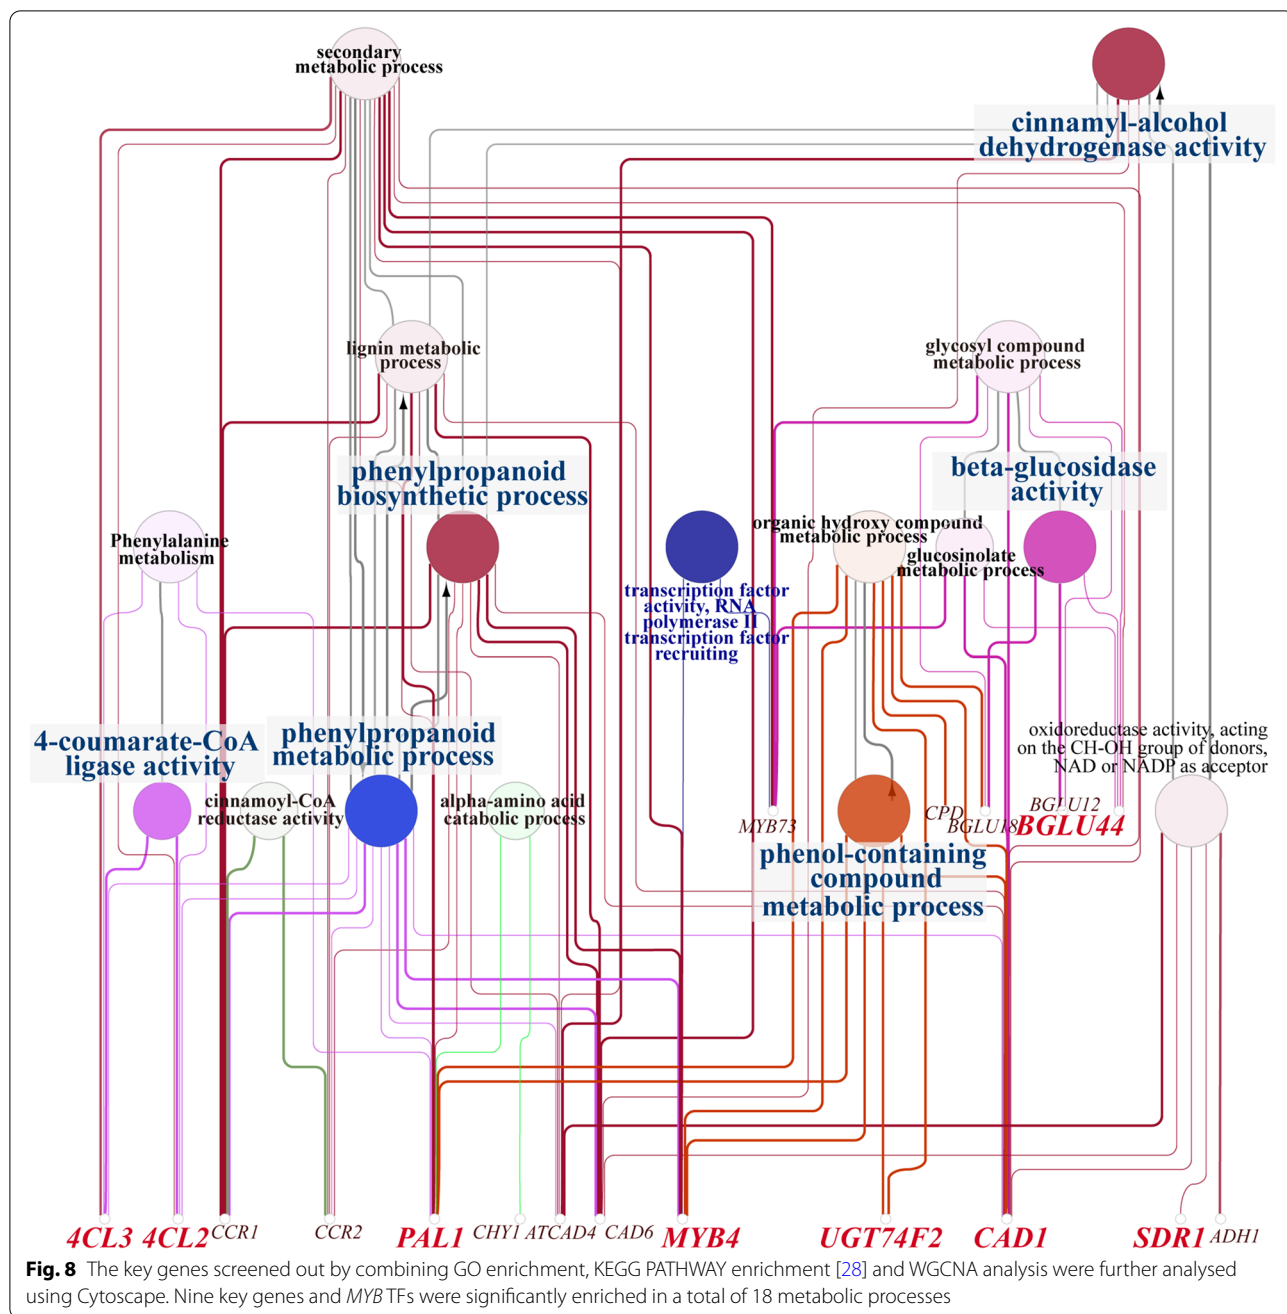 secondary
metabolic process
cinnamyl-alcohol
dehydrogenase activity
lignin metabolic
process
glycosyl compound
metabolic process
phenylpropanoid
biosynthetic process
beta-glucosidase
activity
Phenylalanine
metabolism
organic hydroxy compound
metabolic process
glucosinolate
metabolic process
transcription factor
activity, RNA
polymerase II
transcription factor
recruiting
4-coumarate-CoA
ligase activity
phenylpropanoid
metabolic process
oxidoreductase activity, acting
on the CH-OH group of donors,
NAD or NADP as acceptor
cinnamoyl-CoA
reductase activity
alpha-amino acid
catabolic process
MYB73
CPD
BGLU18
BGLU12
BGLU44
phenol-containing
compound
metabolic process
4CL3 4CL2 CCR1 CCR2 PAL1 CHY1 ATCAD4 CAD6 MYB4 UGT74F2 CAD1 SDR1 ADH1
Fig. 8 The key genes screened out by combining GO enrichment, KEGG PATHWAY enrichment [28] and WGCNA analysis were further analysed
using Cytoscape. Nine key genes and MYB TFs were significantly enriched in a total of 18 metabolic processes